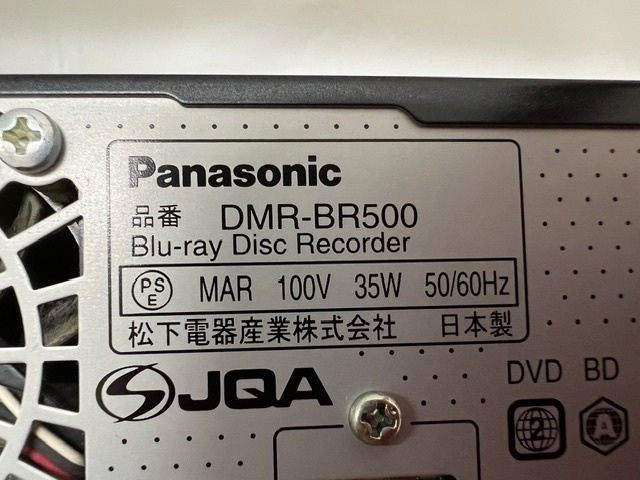 Panasonic
品番 DMR-BR500
Blu-ray Disc Recorder
PSE MAR 100V 35W 50/60Hz
松下電器産業株式会社 日本製
JQA
DVD BD
2 A